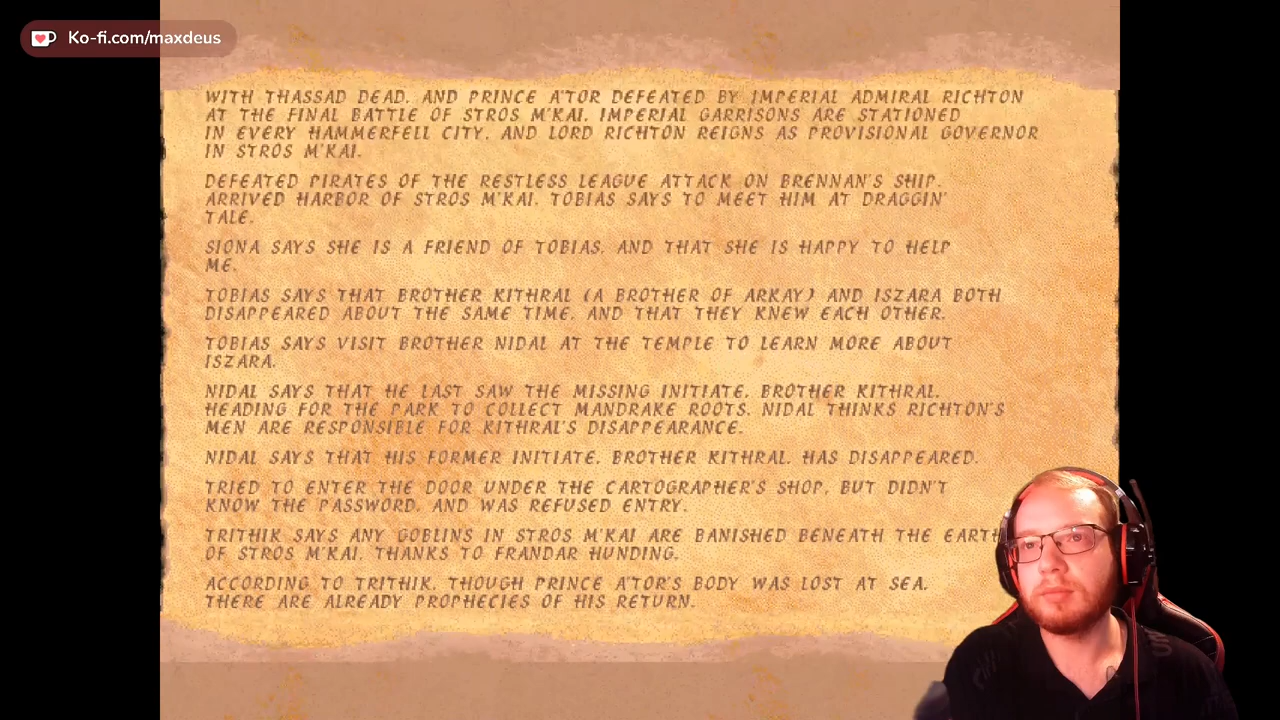 Ko-fi.com/maxdeus
WITH THASSAD DEAD, AND PRINCE A'TOR DEFEATED BY IMPERIAL ADMIRAL RICHTON
AT THE FINAL BATTLE OF STROS M'KAI, IMPERIAL GARRISONS ARE STATIONED
IN EVERY HAMMERFELL CITY, AND LORD RICHTON REIGNS AS PROVISIONAL GOVERNOR
IN STROS M'KAI.
DEFEATED PIRATES OF THE RESTLESS LEAGUE ATTACK ON BRENNAN'S SHIP.
ARRIVED HARBOR OF STROS M'KAI. TOBIAS SAYS TO MEET HIM AT DRAGGIN'
TALE.
SIONA SAYS SHE IS A FRIEND OF TOBIAS, AND THAT SHE IS HAPPY TO HELP
ME.
TOBIAS SAYS THAT BROTHER KITHRAL (A BROTHER OF ARKAY) AND ISZARA BOTH
DISAPPEARED ABOUT THE SAME TIME, AND THAT THEY KNEW EACH OTHER.
TOBIAS SAYS VISIT BROTHER NIDAL AT THE TEMPLE TO LEARN MORE ABOUT
ISZARA.
NIDAL SAYS THAT HE LAST SAW THE MISSING INITIATE, BROTHER KITHRAL,
HEADING FOR THE PARK TO COLLECT MANDRAKE ROOTS. NIDAL THINKS RICHTON'S
MEN ARE RESPONSIBLE FOR KITHRAL'S DISAPPEARANCE.
NIDAL SAYS THAT HIS FORMER INITIATE, BROTHER KITHRAL, HAS DISAPPEARED.
TRIED TO ENTER THE DOOR UNDER THE CARTOGRAPHER'S SHOP, BUT DIDN'T
KNOW THE PASSWORD, AND WAS REFUSED ENTRY.
TRITHIK SAYS ANY GOBLINS IN STROS M'KAI ARE BANISHED BENEATH THE EARTH
OF STROS M'KAI, THANKS TO FRANDAR HUNDING.
ACCORDING TO TRITHIK, THOUGH PRINCE A'TOR'S BODY WAS LOST AT SEA,
THERE ARE ALREADY PROPHECIES OF HIS RETURN.